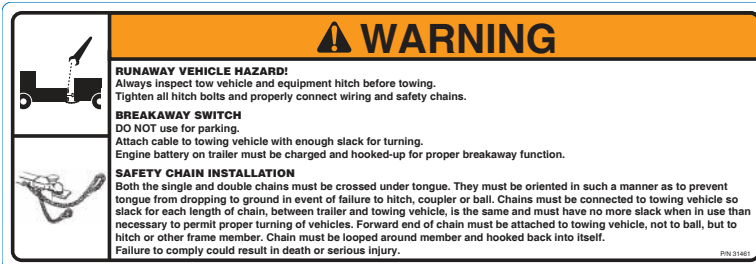 WARNING
RUNAWAY VEHICLE HAZARD!
Always inspect tow vehicle and equipment hitch before towing.
Tighten all hitch bolts and properly connect wiring and safety chains.
BREAKAWAY SWITCH
DO NOT use for parking.
Attach cable to towing vehicle with enough slack for turning.
Engine battery on trailer must be charged and hooked-up for proper breakaway function.
SAFETY CHAIN INSTALLATION
Both the single and double chains must be crossed under tongue. They must be oriented in such a manner as to prevent
tongue from dropping to ground in event of failure to hitch, coupler or ball. Chains must be connected to towing vehicle so
slack for each length of chain, between trailer and towing vehicle, is the same and must have no more slack when in use than
necessary to permit proper turning of vehicles. Forward end of chain must be attached to towing vehicle, not to ball, but to
hitch or other frame member. Chain must be looped around member and hooked back into itself.
Failure to comply could result in death or serious injury.
P/N 31461